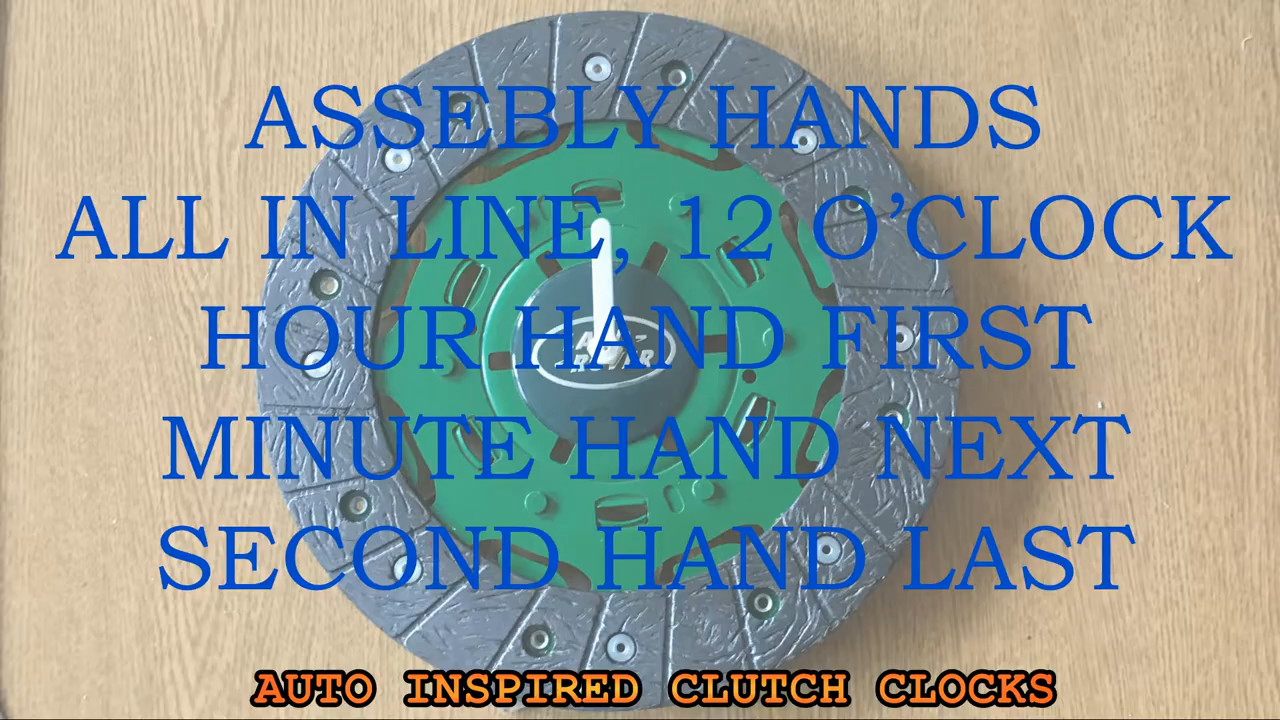 ASSEBLY HANDS
ALL IN LINE, 12 O’CLOCK
HOUR HAND FIRST
MINUTE HAND NEXT
SECOND HAND LAST
AUTO INSPIRED CLUTCH CLOCKS